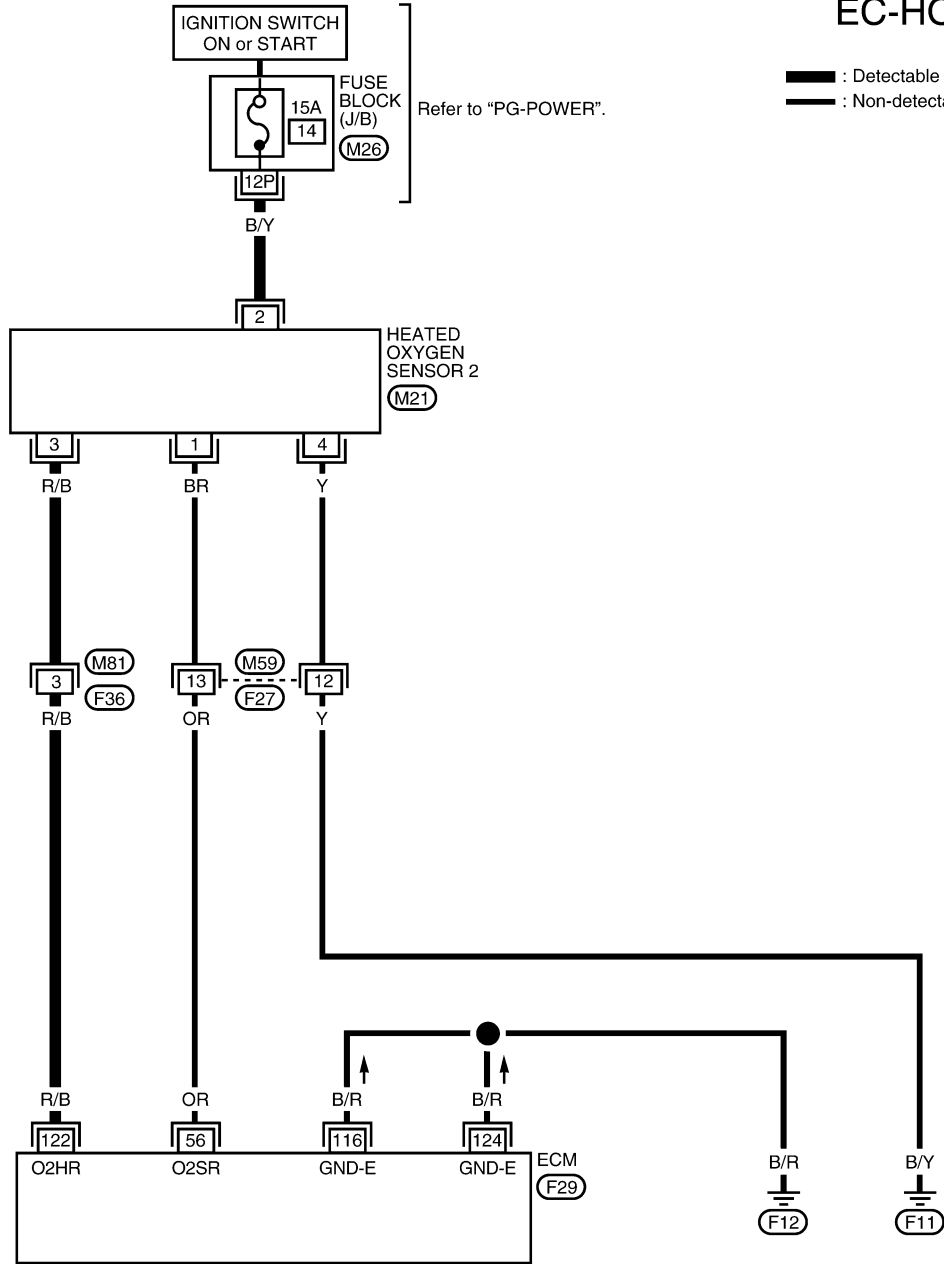 EC-HO
IGNITION SWITCH
ON or START
FUSE
BLOCK
(J/B)
15A
14
M26
Refer to “PG-POWER”.
: Detectable
: Non-detecta
12P
B/Y
2
HEATED
OXYGEN
SENSOR 2
M21
3 1 4
R/B BR Y
M81 M59
3 13 12
F36 F27
R/B OR Y
R/B OR B/R B/R
122 56 116 124
O2HR O2SR GND-E GND-E
ECM
F29
B/R B/Y
F12 F11